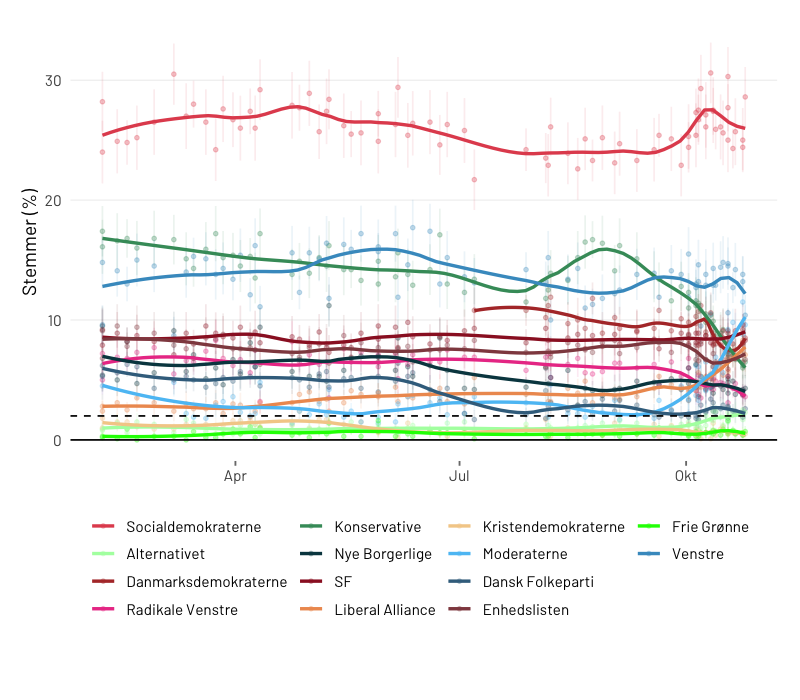 30
20
10
0
Stemmer (%)
Apr Jul Okt
Socialdemokraterne Konservative Kristendemokraterne Frie Grønne
Alternativet Nye Borgerlige Moderaterne Venstre
Danmarksdemokraterne SF Dansk Folkeparti
Radikale Venstre Liberal Alliance Enhedslisten